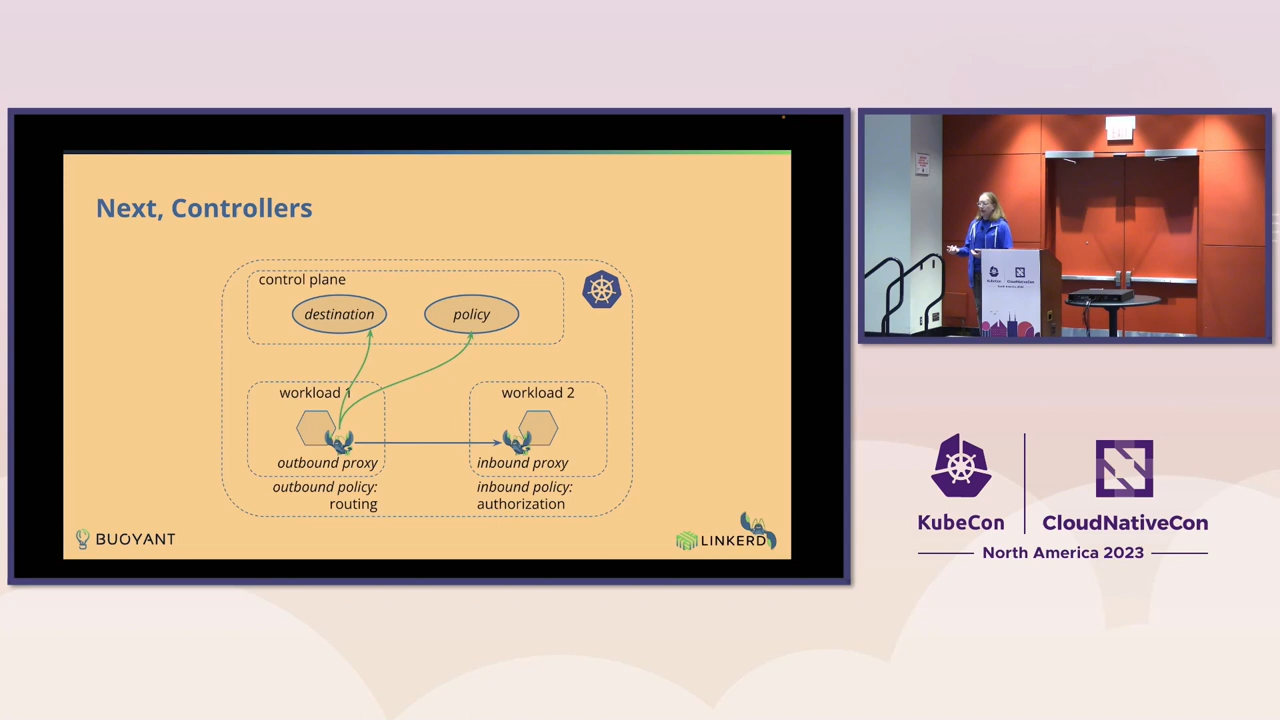 Next, Controllers
control plane
destination
policy
workload 1
workload 2
outbound proxy
inbound proxy
outbound policy:
routing
inbound policy:
authorization
BUOYANT
LINKERD
EXIT
KubeCon
CloudNativeCon
North America 2023